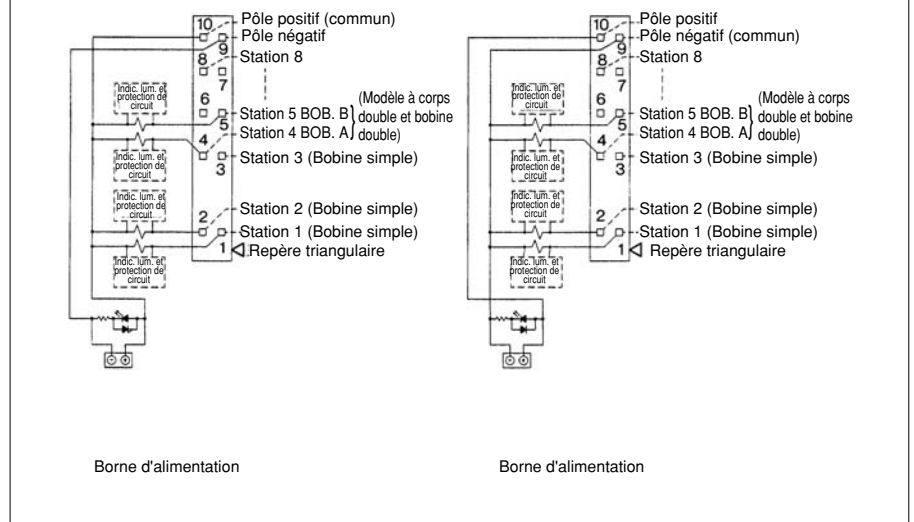 10
Pôle positif (commun)
Pôle négatif
9
8
Station 8
7
Indic. lum. et
protection de
circuit
6
Station 5 BOB. B
5
(Modèle à corps
double et bobine
double)
4
Station 4 BOB. A
Indic. lum. et
protection de
circuit
Station 3 (Bobine simple)
3
Indic. lum. et
protection de
circuit
2
Station 2 (Bobine simple)
Station 1 (Bobine simple)
1
Repère triangulaire
Indic. lum. et
protection de
circuit
Borne d'alimentation
10
Pôle positif
Pôle négatif (commun)
9
8
Station 8
7
Indic. lum. et
protection de
circuit
6
Station 5 BOB. B
5
(Modèle à corps
double et bobine
double)
4
Station 4 BOB. A
Indic. lum. et
protection de
circuit
Station 3 (Bobine simple)
3
Indic. lum. et
protection de
circuit
2
Station 2 (Bobine simple)
Station 1 (Bobine simple)
1
Repère triangulaire
Indic. lum. et
protection de
circuit
Borne d'alimentation